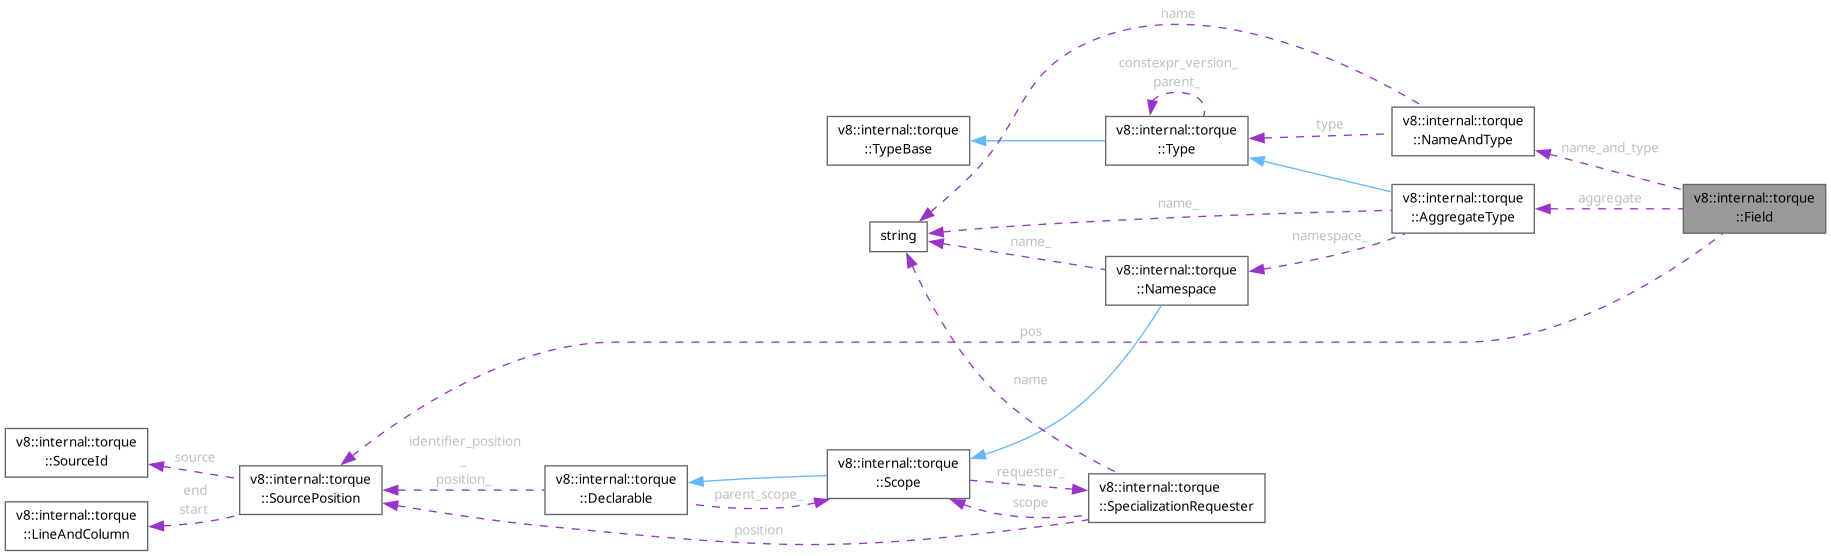 name
constexpr_version_
parent_
v8::internal::torque
::TypeBase
v8::internal::torque
::Type
type
v8::internal::torque
::NameAndType
name_and_type
v8::internal::torque
::AggregateType
aggregate
v8::internal::torque
::Field
name_
string
name_
namespace_
v8::internal::torque
::Namespace
pos
name
v8::internal::torque
::SourceId
source
end
start
v8::internal::torque
::LineAndColumn
v8::internal::torque
::SourcePosition
identifier_position
_
position_
v8::internal::torque
::Declarable
parent_scope_
v8::internal::torque
::Scope
requester_
scope
v8::internal::torque
::SpecializationRequester
position